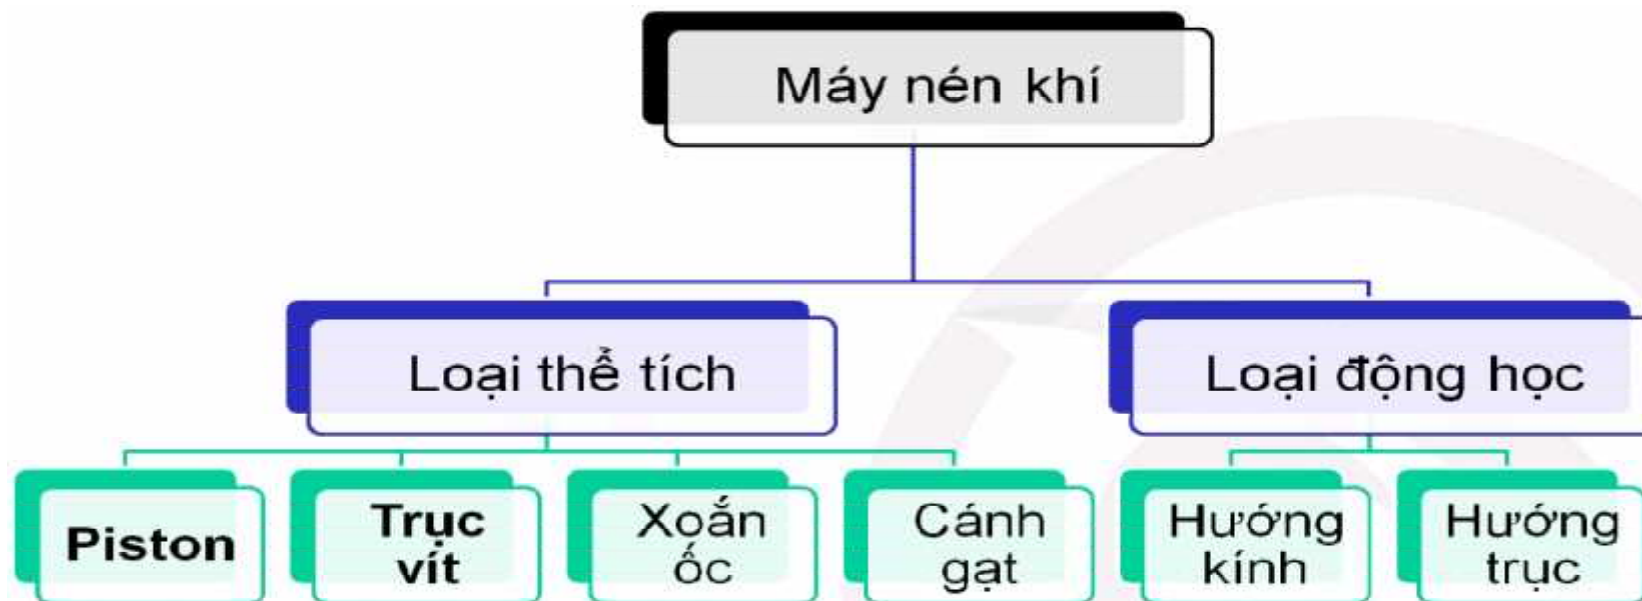 Máy nén khí
Loại thể tích
Loại động học
Piston
Trục
vít
Xoắn
ốc
Cánh
gạt
Hướng
kính
Hướng
trục